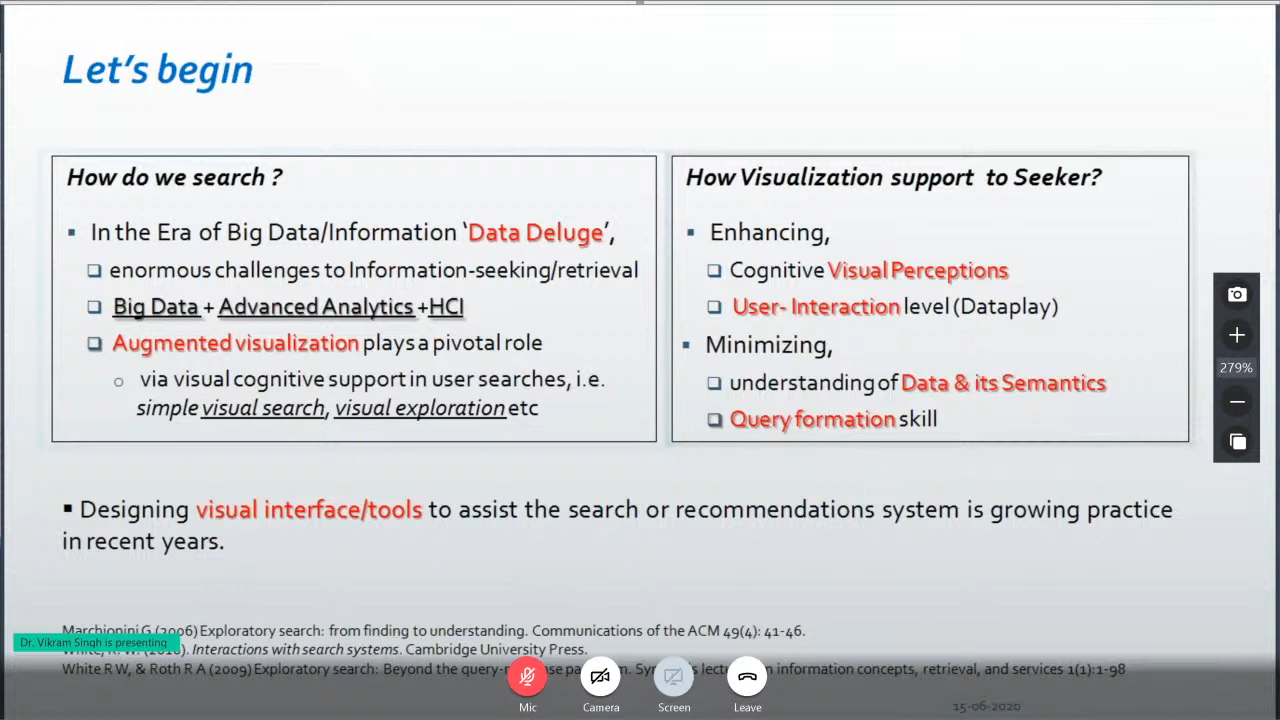 Let's begin
How do we search ?
▪ In the Era of Big Data/Information 'Data Deluge',
❑ enormous challenges to Information-seeking/retrieval
❑ Big Data + Advanced Analytics +HCI
❑ Augmented visualization plays a pivotal role
○ via visual cognitive support in user searches, i.e.
simple visual search, visual exploration etc
How Visualization support to Seeker?
▪ Enhancing,
❑ Cognitive Visual Perceptions
❑ User- Interaction level (Dataplay)
▪ Minimizing,
❑ understanding of Data & its Semantics
❑ Query formation skill
279%
▪ Designing visual interface/tools to assist the search or recommendations system is growing practice
in recent years.
Marchionini G (2006) Exploratory search: from finding to understanding. Communications of the ACM 49(4): 41-46.
Dr. Vikram Singh is presenting
Interactions with search systems. Cambridge University Press.
White R W, & Roth R A (2009) Exploratory search: Beyond the information concepts, retrieval, and services 1(1):1-98
Mic Camera Screen Leave
15-06-2020